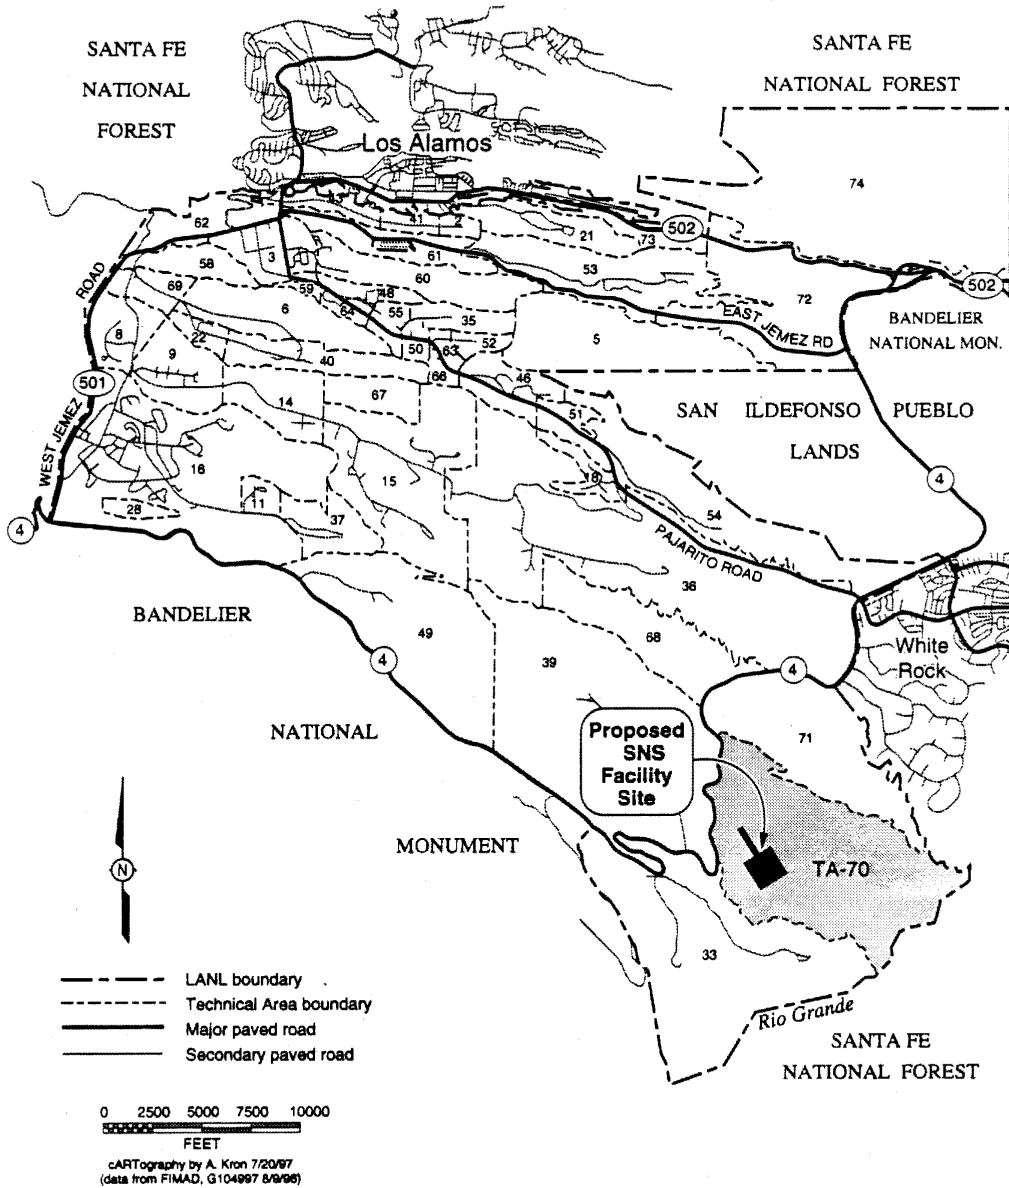 SANTA FE
NATIONAL
FOREST
SANTA FE
NATIONAL FOREST
Los Alamos
74
62
1
2
21
73
502
3
61
53
58
60
72
502
ROAD
69
59
48
6
64
55
35
EAST JEMEZ RD
BANDELIER
NATIONAL MON.
8
22
5
9
40
50
63
52
66
46
501
67
14
51
SAN ILDEFONSO PUEBLO
LANDS
WEST JEMEZ
16
15
18
4
28
11
37
54
4
PAJARITO ROAD
36
BANDELIER
49
68
39
4
4
White
Rock
NATIONAL
Proposed
SNS
Facility
Site
71
MONUMENT
N
TA-70
33
Rio Grande
SANTA FE
NATIONAL FOREST
LANL boundary
Technical Area boundary
Major paved road
Secondary paved road
0 2500 5000 7500 10000
FEET
cARTography by A. Kron 7/20/97
(data from FIMAD, G104997 8/9/96)